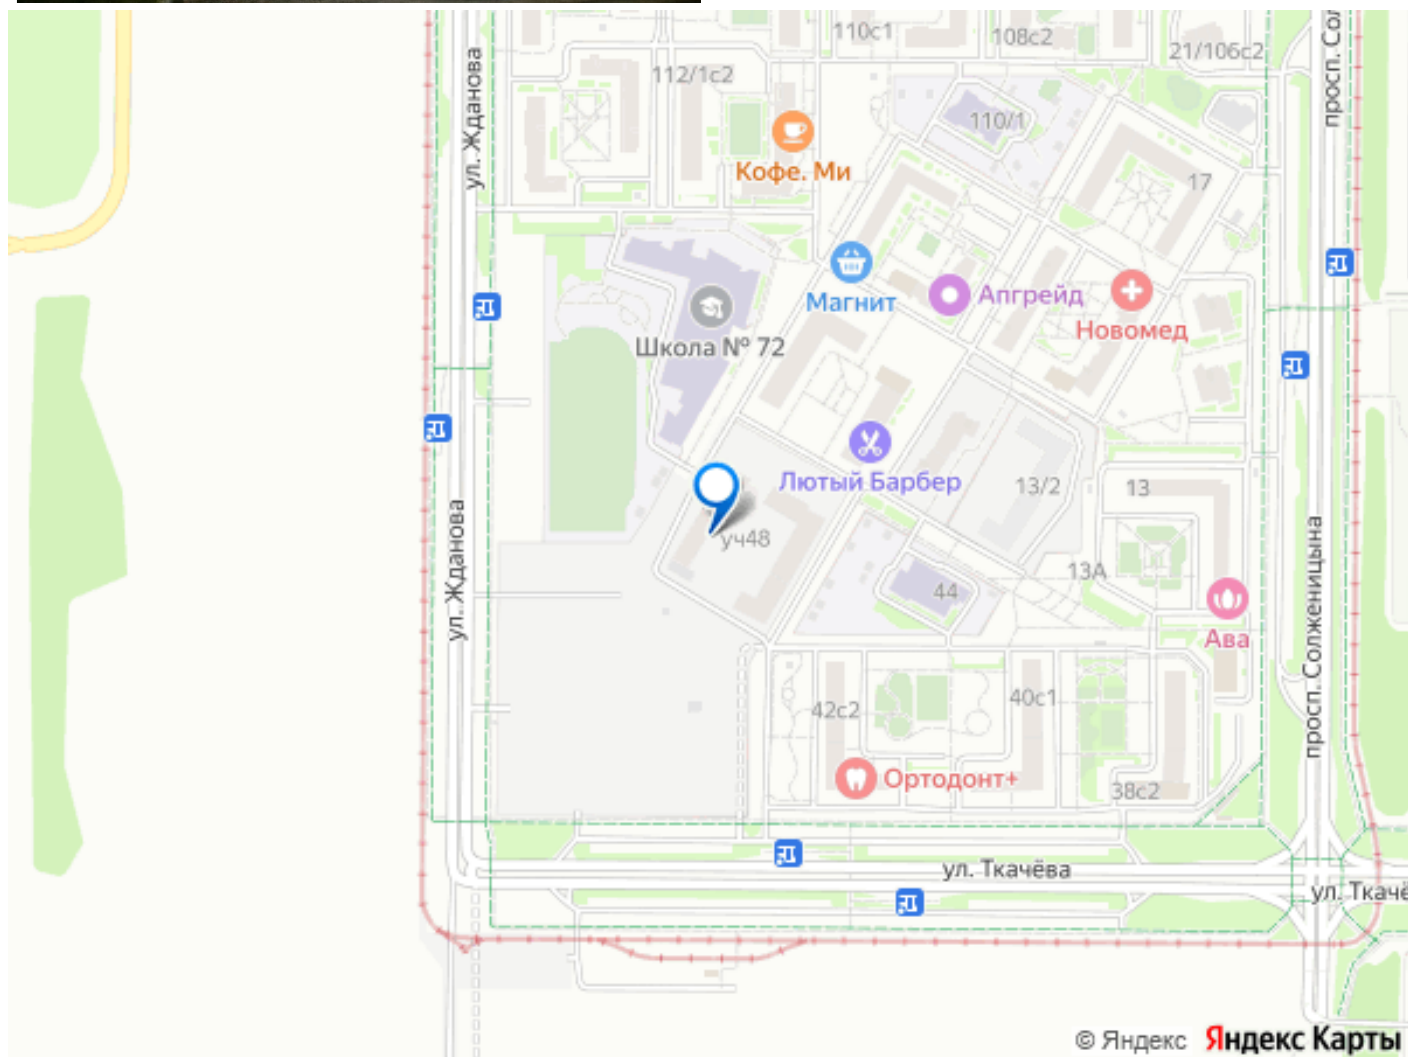 110с1
108с2
21/106с2
просп. Сол
ул. Жданова
112/1с2
110/1
Кофе. Ми
17
Магнит
Апгрейд
Новомед
Школа № 72
Лютый Барбер
13/2
13
уч48
ул. Жданова
13А
44
просп. Солженицына
Ава
42с2
40с1
Ортодонт+
38с2
ул. Ткачёва
ул. Ткачё
© Яндекс Яндекс Карты